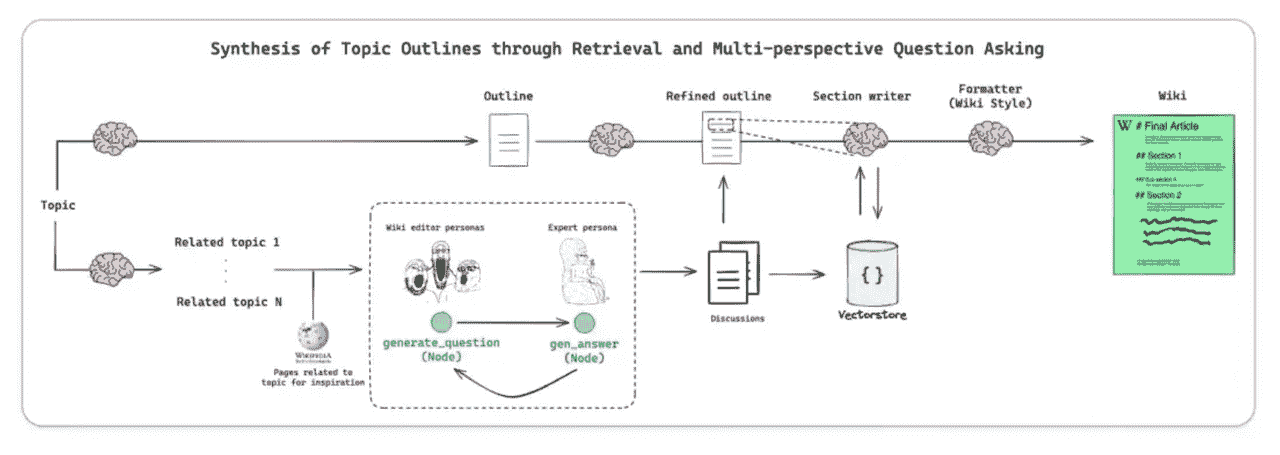 Synthesis of Topic Outlines through Retrieval and Multi-perspective Question Asking
Outline
Refined outline
Section writer
Formatter
(Wiki Style)
Wiki
W # Final Article
## Section 1
## Section 2
Topic
Related topic 1
Related topic N
WIKIPEDIA
Pages related to
topic for inspiration
Wiki editor personas
Expert persona
generate_question
(Node)
gen_answer
(Node)
Discussions
{ }
Vectorstore